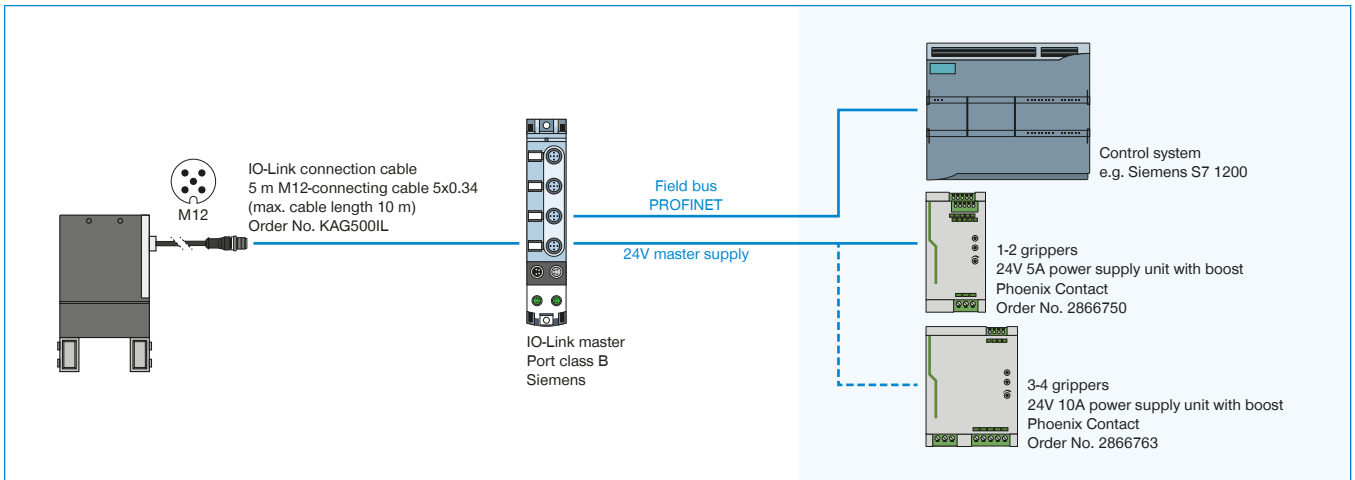 M12
IO-Link connection cable
5 m M12-connecting cable 5x0.34
(max. cable length 10 m)
Order No. KAG500IL
IO-Link master
Port class B
Siemens
Field bus
PROFINET
24V master supply
Control system
e.g. Siemens S7 1200
1-2 grippers
24V 5A power supply unit with boost
Phoenix Contact
Order No. 2866750
3-4 grippers
24V 10A power supply unit with boost
Phoenix Contact
Order No. 2866763